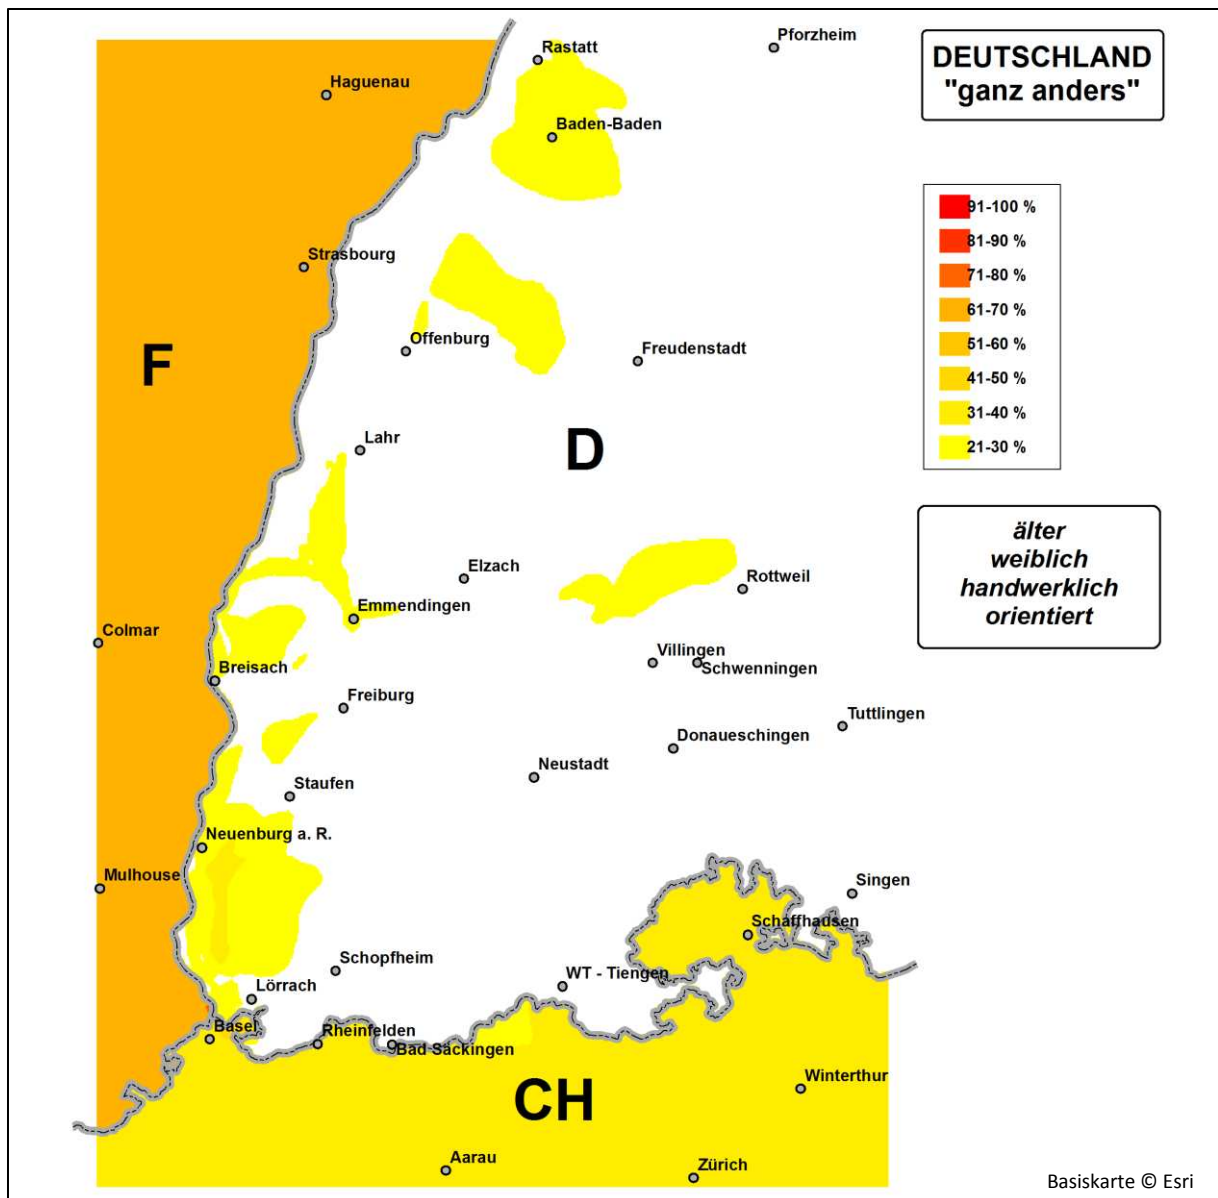 DEUTSCHLAND
"ganz anders"
91-100 %
81-90 %
71-80 %
61-70 %
51-60 %
41-50 %
31-40 %
21-30 %
älter
weiblich
handwerklich
orientiert
Pforzheim
Rastatt
Haguenau
Baden-Baden
Strasbourg
Offenburg
Freudenstadt
F
D
Lahr
Elzach
Rottweil
Emmendingen
Colmar
Villingen
Schwenningen
Breisach
Freiburg
Tuttlingen
Donaueschingen
Neustadt
Staufen
Neuenburg a. R.
Mulhouse
Singen
Schaffhausen
Schopfheim
WT - Tiengen
Lörrach
Basel
Rheinfelden
Bad Säckingen
Winterthur
CH
Aarau
Zürich
Basiskarte © Esri